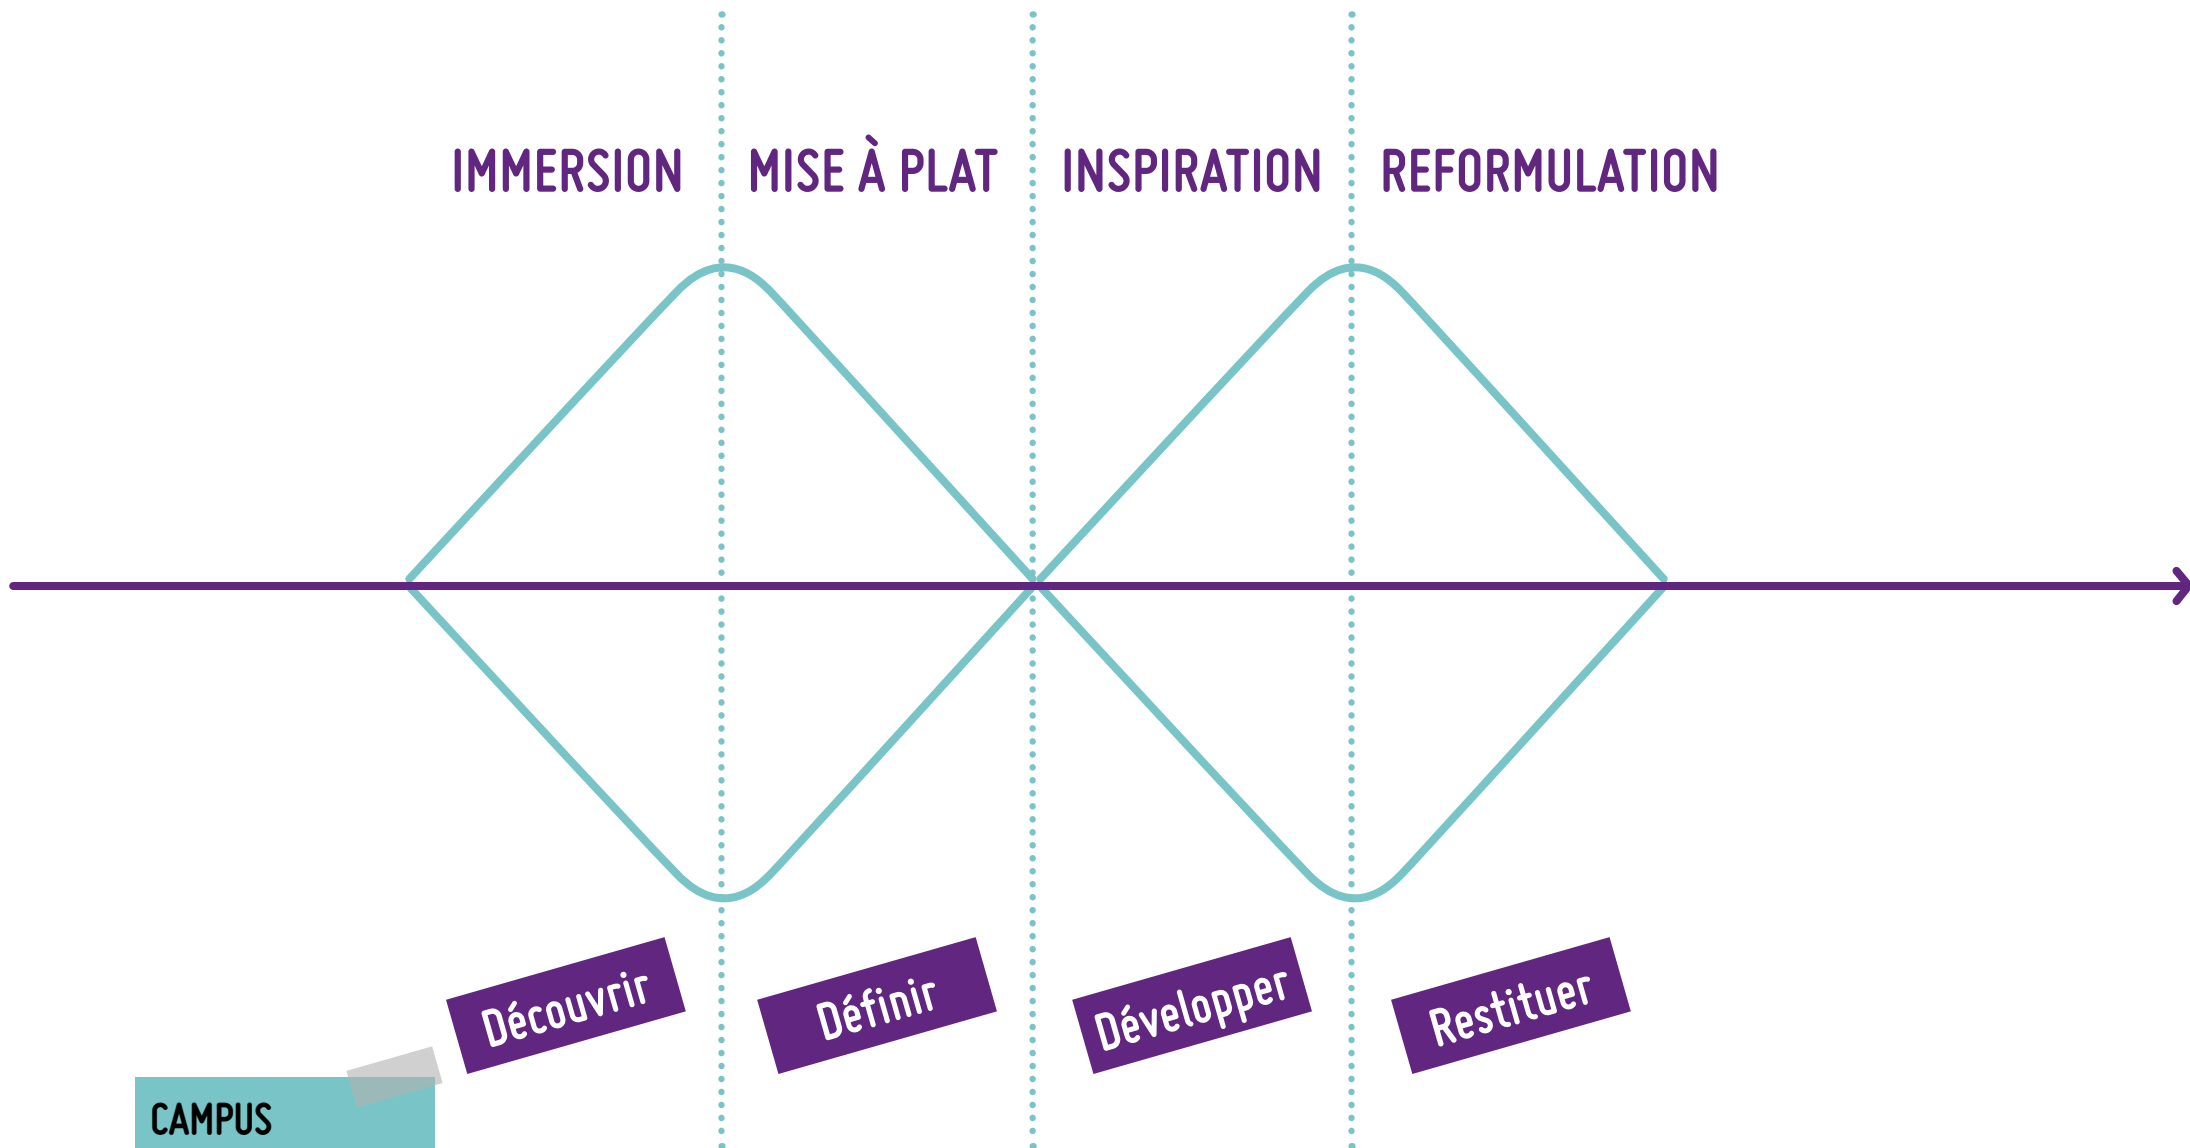 IMMERSION
MISE À PLAT
INSPIRATION
REFORMULATION
Découvrir
Définir
Développer
Restituer
CAMPUS